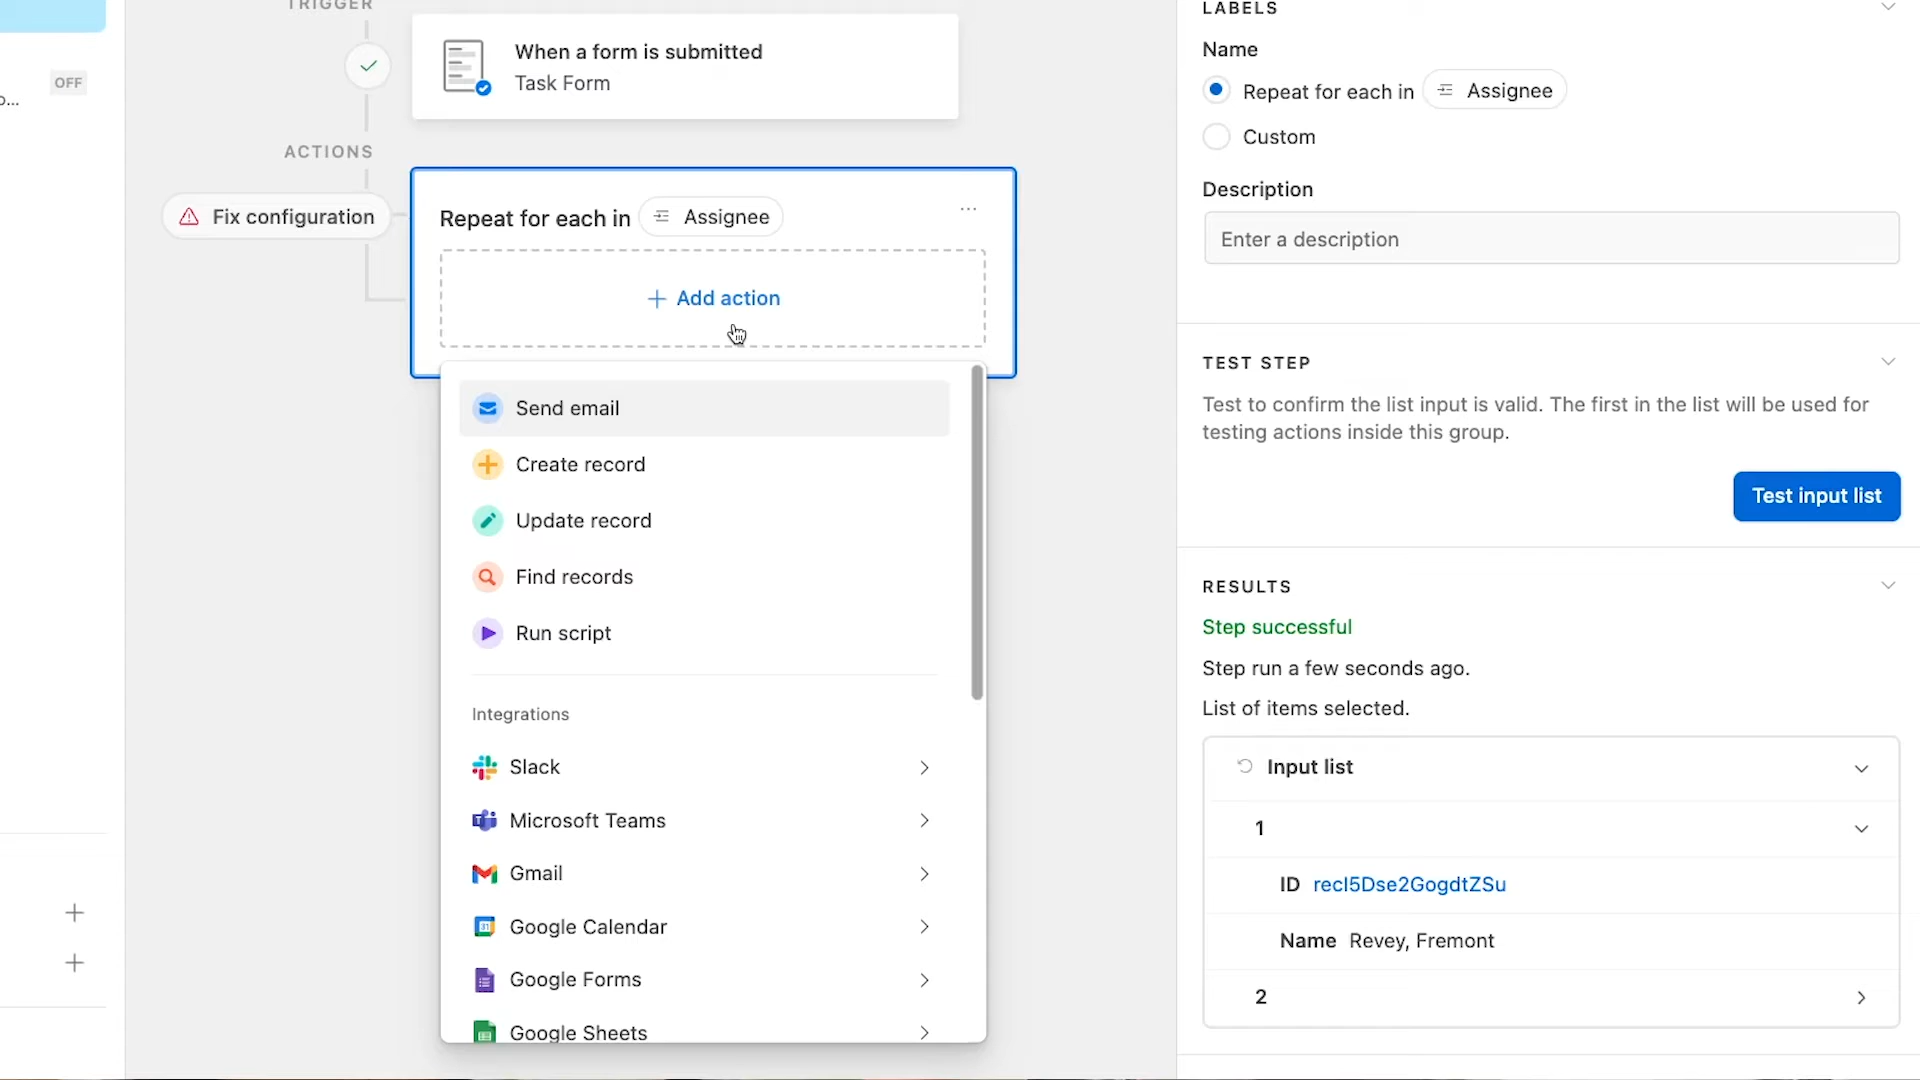 TRIGGER
OFF
o...
When a form is submitted
Task Form
ACTIONS
Fix configuration
Repeat for each in Assignee
...
+ Add action
Send email
Create record
Update record
Find records
Run script
Integrations
Slack
Microsoft Teams
Gmail
31
Google Calendar
Google Forms
Google Sheets
LABELS
Name
Repeat for each in Assignee
Custom
Description
Enter a description
TEST STEP
Test to confirm the list input is valid. The first in the list will be used for
testing actions inside this group.
Test input list
RESULTS
Step successful
Step run a few seconds ago.
List of items selected.
Input list
1
ID recI5Dse2GogdtZSu
Name Revey, Fremont
2